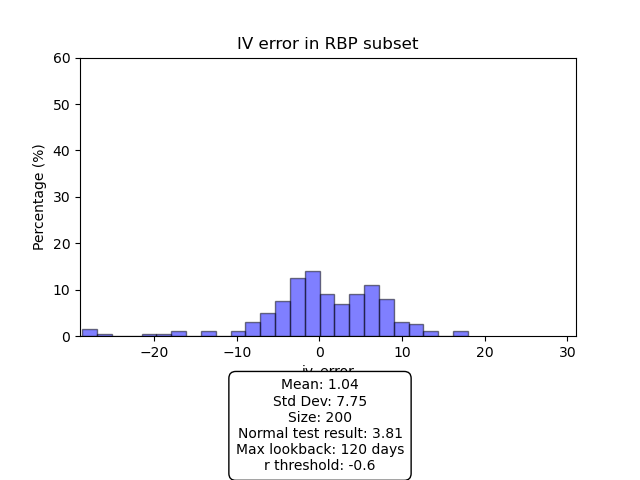 IV error in RBP subset
60
50
40
30
20
10
0
Percentage (%)
−20
−10
0
10
20
30
iv_error
Mean: 1.04
Std Dev: 7.75
Size: 200
Normal test result: 3.81
Max lookback: 120 days
r threshold: -0.6